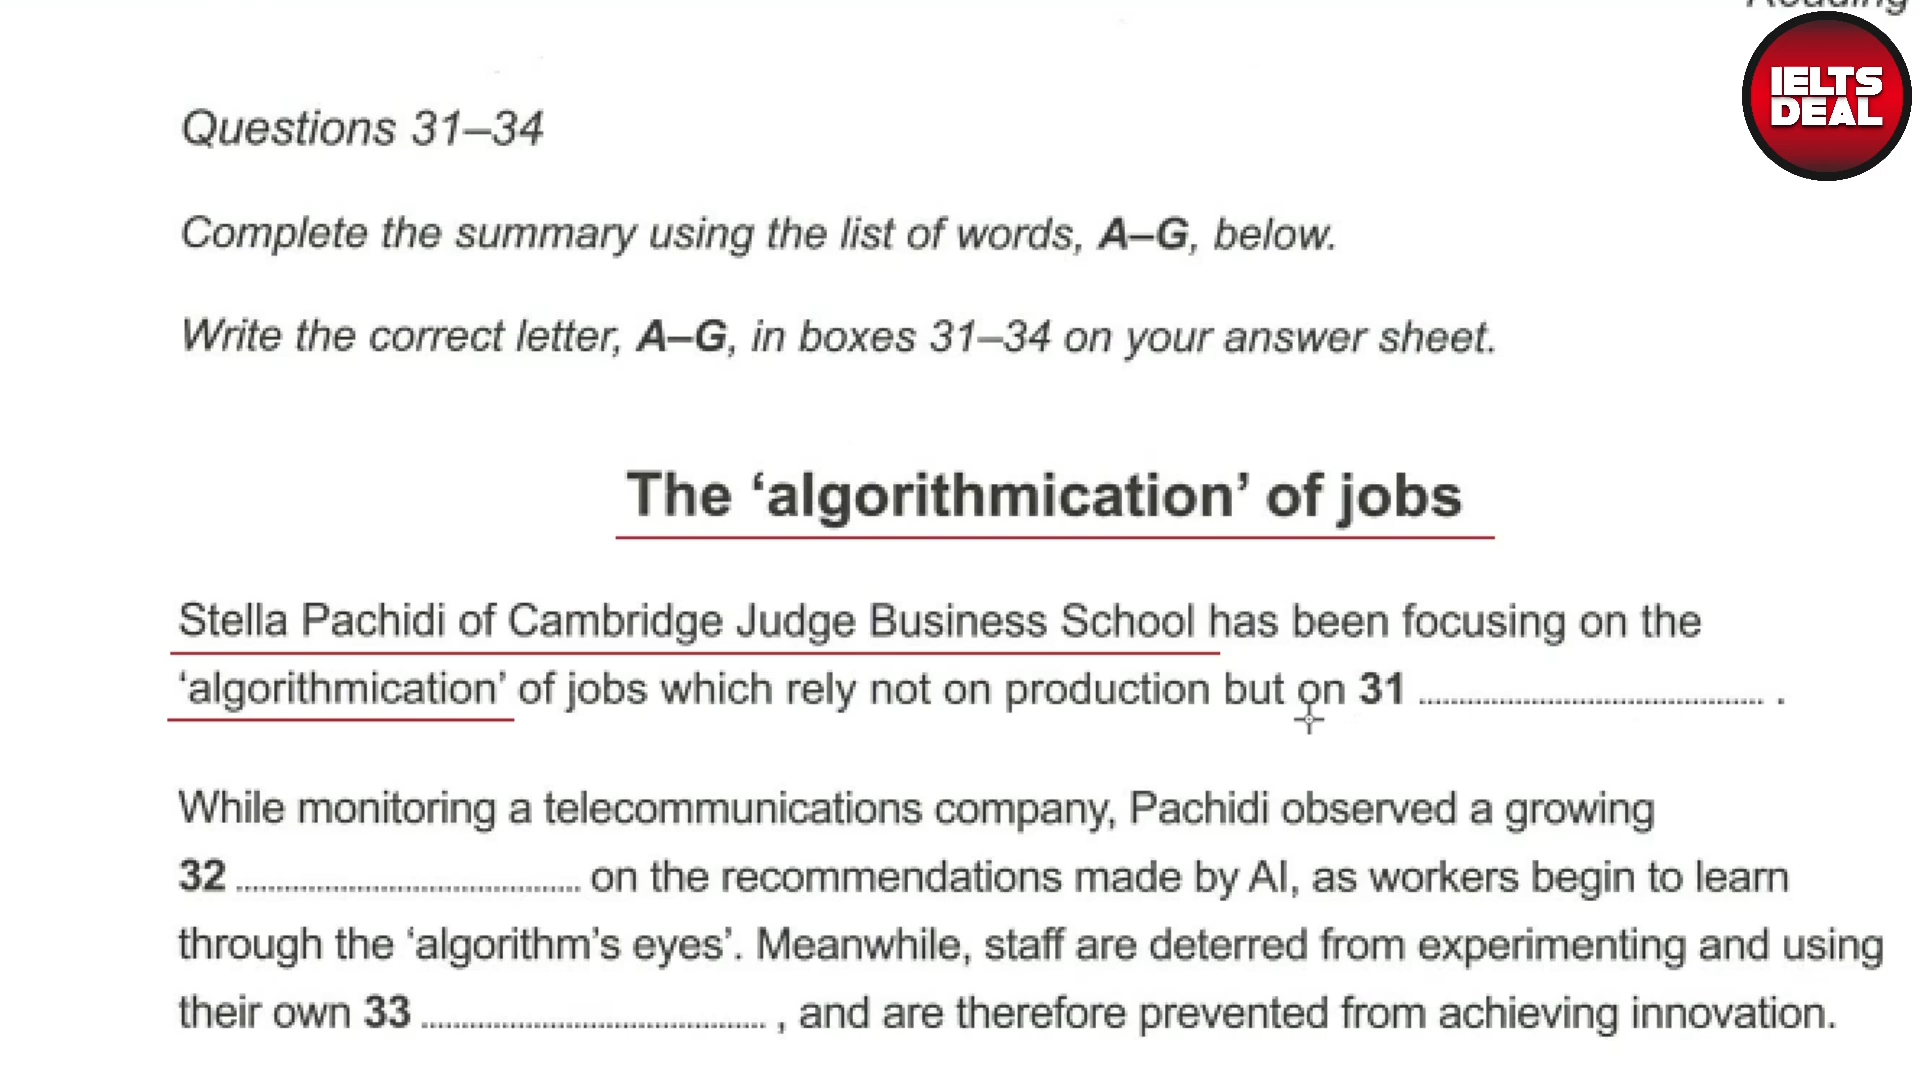 IELTS
DEAL
Questions 31–34
Complete the summary using the list of words, A–G, below.
Write the correct letter, A–G, in boxes 31–34 on your answer sheet.
The ‘algorithmication’ of jobs
Stella Pachidi of Cambridge Judge Business School has been focusing on the
‘algorithmication’ of jobs which rely not on production but on 31 .................... .
While monitoring a telecommunications company, Pachidi observed a growing
32 .................... on the recommendations made by AI, as workers begin to learn
through the ‘algorithm’s eyes’. Meanwhile, staff are deterred from experimenting and using
their own 33 .................... , and are therefore prevented from achieving innovation.